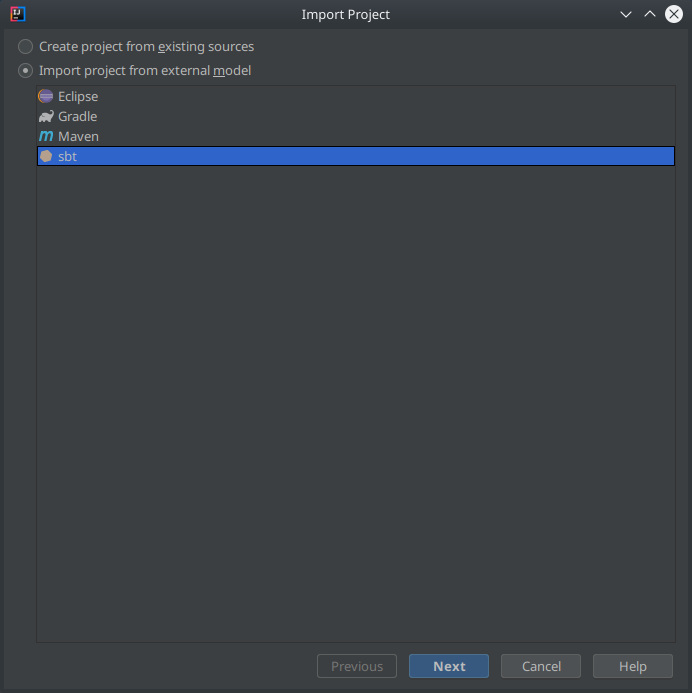 Import Project
Create project from existing sources
Import project from external model
Eclipse
Gradle
Maven
sbt
Previous Next Cancel Help